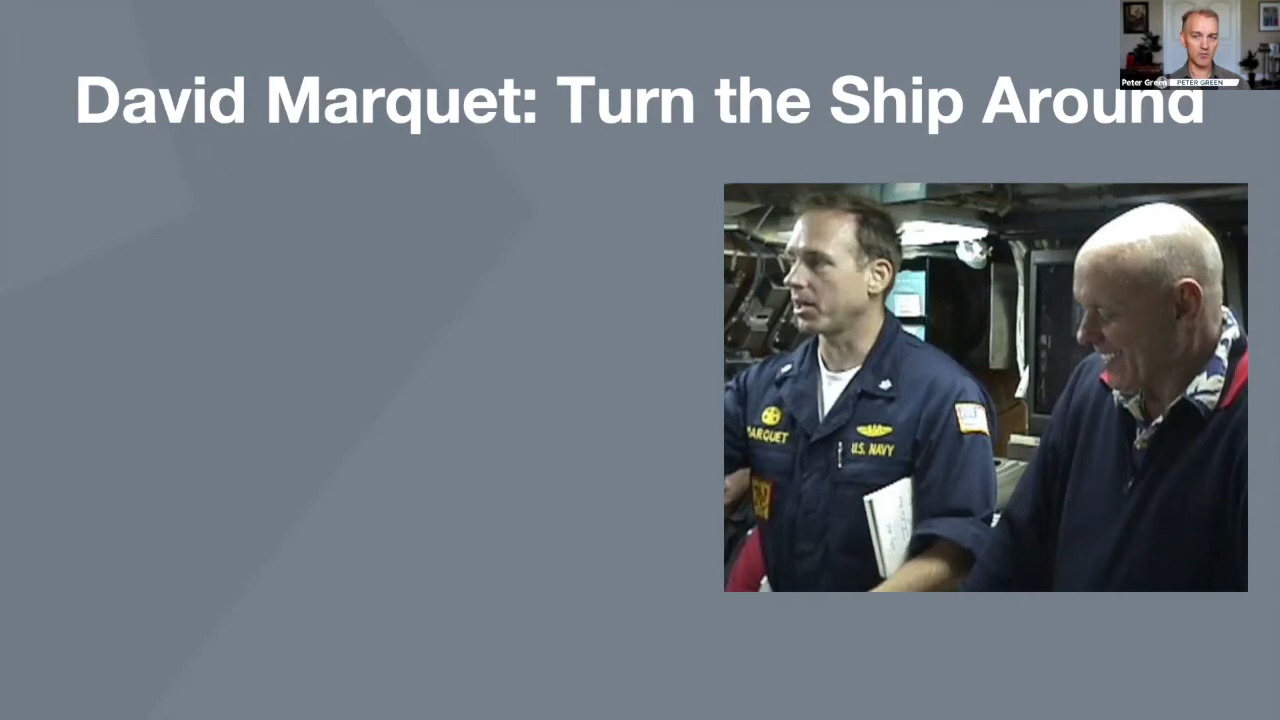 David Marquet: Turn the Ship Around
Peter Green
PETER GREEN
MARQUET
U.S. NAVY